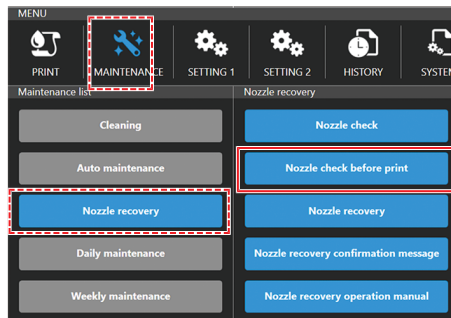 MENU
PRINT
MAINTENANCE
SETTING 1
SETTING 2
HISTORY
SYSTE
Maintenance list
Nozzle recovery
Cleaning
Nozzle check
Auto maintenance
Nozzle check before print
Nozzle recovery
Nozzle recovery
Daily maintenance
Nozzle recovery confirmation message
Weekly maintenance
Nozzle recovery operation manual